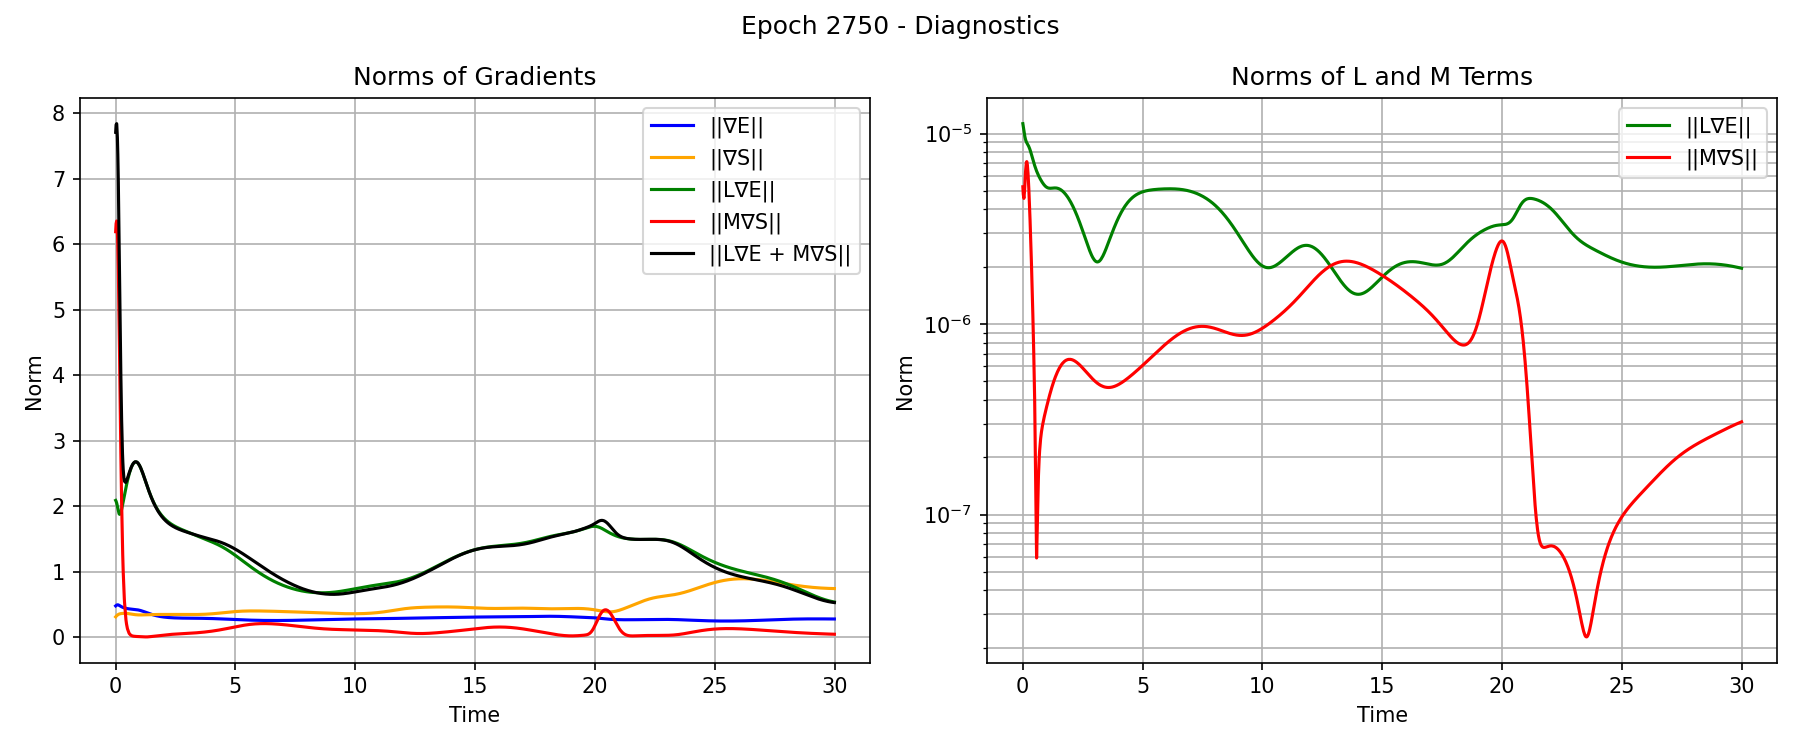 Epoch 2750 - Diagnostics
Norms of Gradients
8
7
6
5
4
3
2
1
0
Norm
0 5 10 15 20 25 30
Time
||∇E||
||∇S||
||L∇E||
||M∇S||
||L∇E + M∇S||
Norms of L and M Terms
10⁻⁵
10⁻⁶
10⁻⁷
Norm
0 5 10 15 20 25 30
Time
||L∇E||
||M∇S||